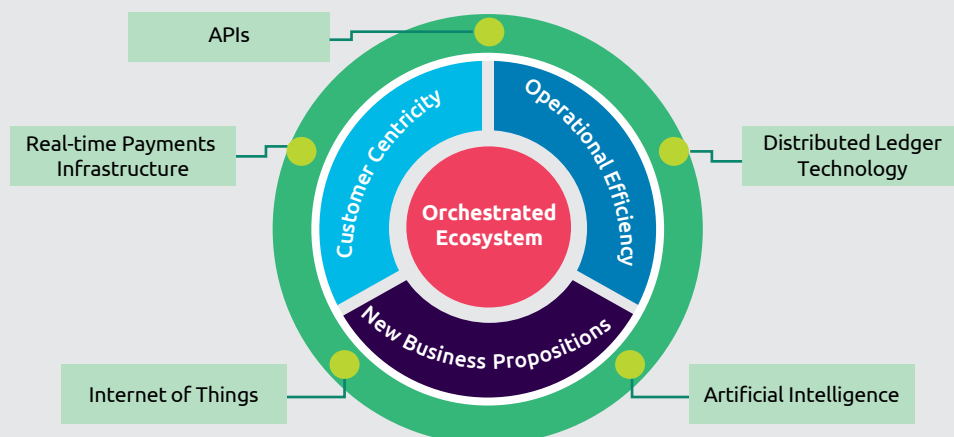 APIs
Real-time Payments
Infrastructure
Distributed Ledger
Technology
Customer Centricity
Operational Efficiency
Orchestrated
Ecosystem
New Business Propositions
Internet of Things
Artificial Intelligence